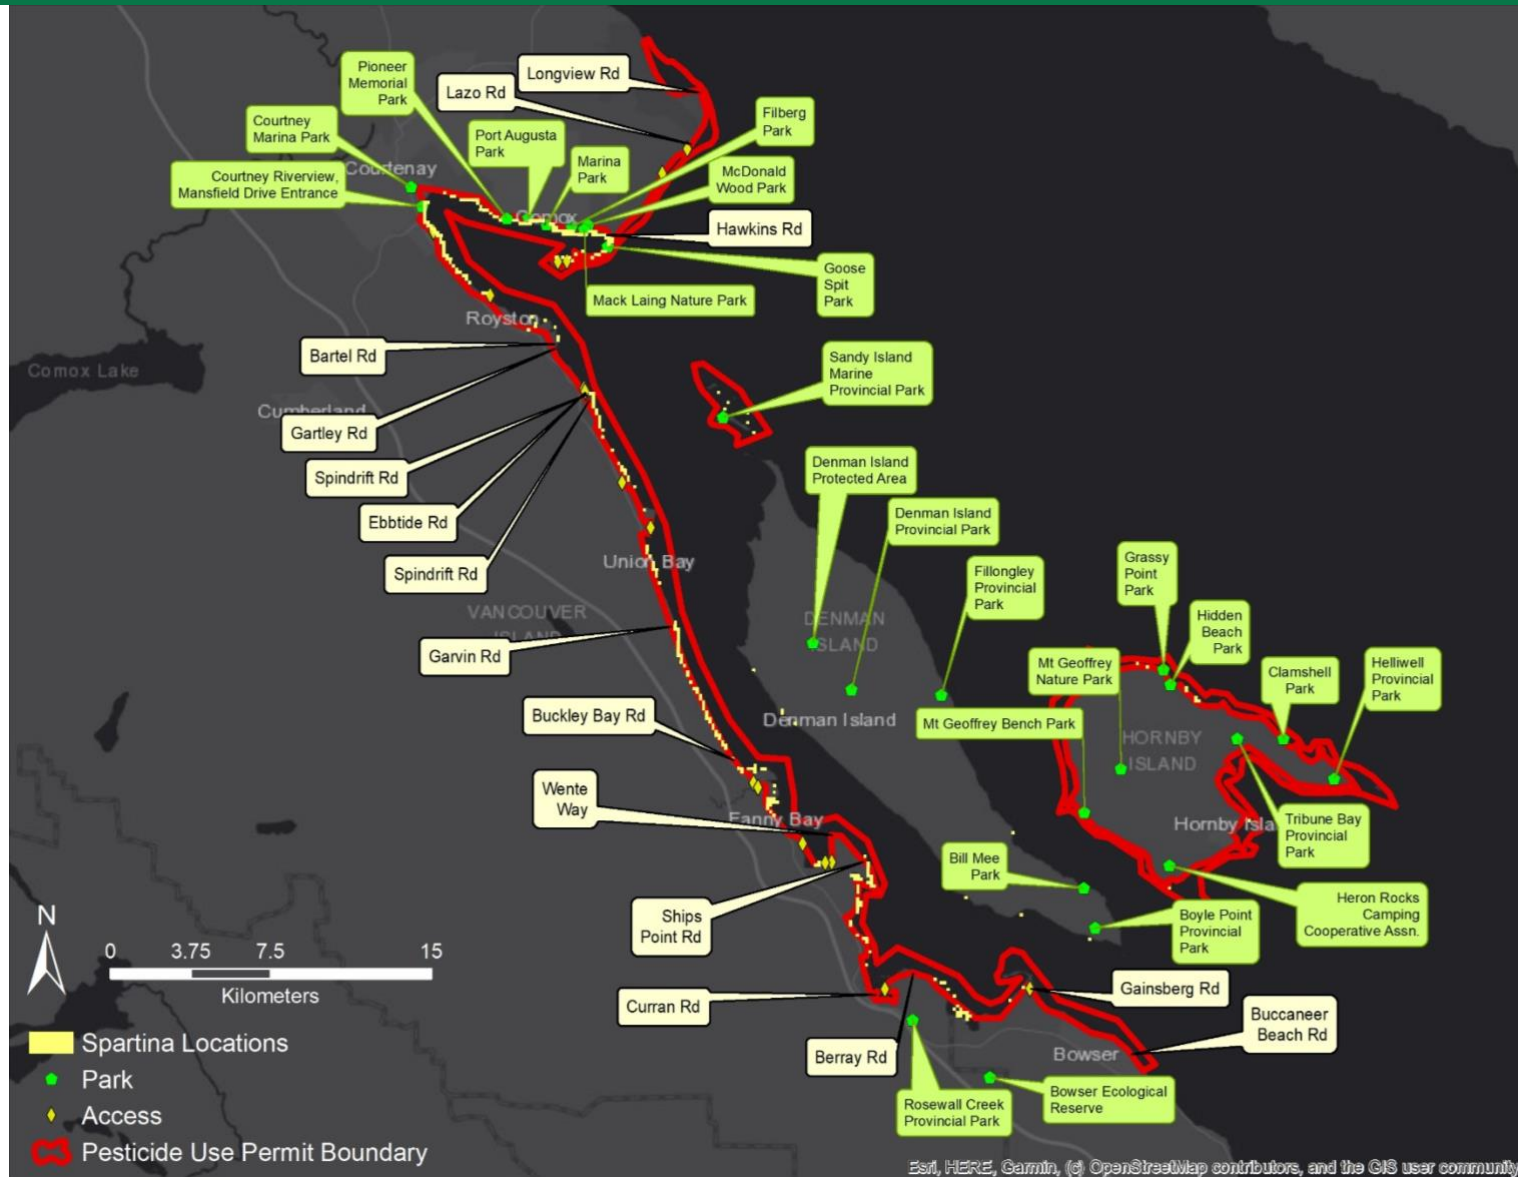 Longview Rd
Lazo Rd
Pioneer
Memorial
Park
Filberg
Park
Courtney
Marina Park
Port Augusta
Park
Marina
Park
Courtenay
Courtney Riverview,
Mansfield Drive Entrance
McDonald
Wood Park
Comox
Hawkins Rd
Goose
Spit
Park
Mack Laing Nature Park
Royston
Bartel Rd
Comox Lake
Sandy Island
Marine
Provincial Park
Cumberland
Gartley Rd
Spindrift Rd
Ebbtide Rd
Spindrift Rd
Denman Island
Protected Area
Denman Island
Provincial Park
Union Bay
Fillongley
Provincial
Park
Grassy
Point
Park
VANCOUVER
ISLAND
DENMAN
ISLAND
Hidden
Beach
Park
Garvin Rd
Mt Geoffrey
Nature Park
Clamshell
Park
Helliwell
Provincial
Park
Buckley Bay Rd
Denman Island
Mt Geoffrey Bench Park
HORNBY
ISLAND
Wente
Way
Fanny Bay
Hornby Isla
Tribune Bay
Provincial
Park
Bill Mee
Park
Ships
Point Rd
Boyle Point
Provincial
Park
Heron Rocks
Camping
Cooperative Assn.
N
0 3.75 7.5 15
Kilometers
Curran Rd
Gainsberg Rd
Buccaneer
Beach Rd
Berray Rd
Bowser
Rosewall Creek
Provincial Park
Bowser Ecological
Reserve
Spartina Locations
Park
Access
Pesticide Use Permit Boundary
Esri, HERE, Garmin, (c) OpenStreetMap contributors, and the GIS user community